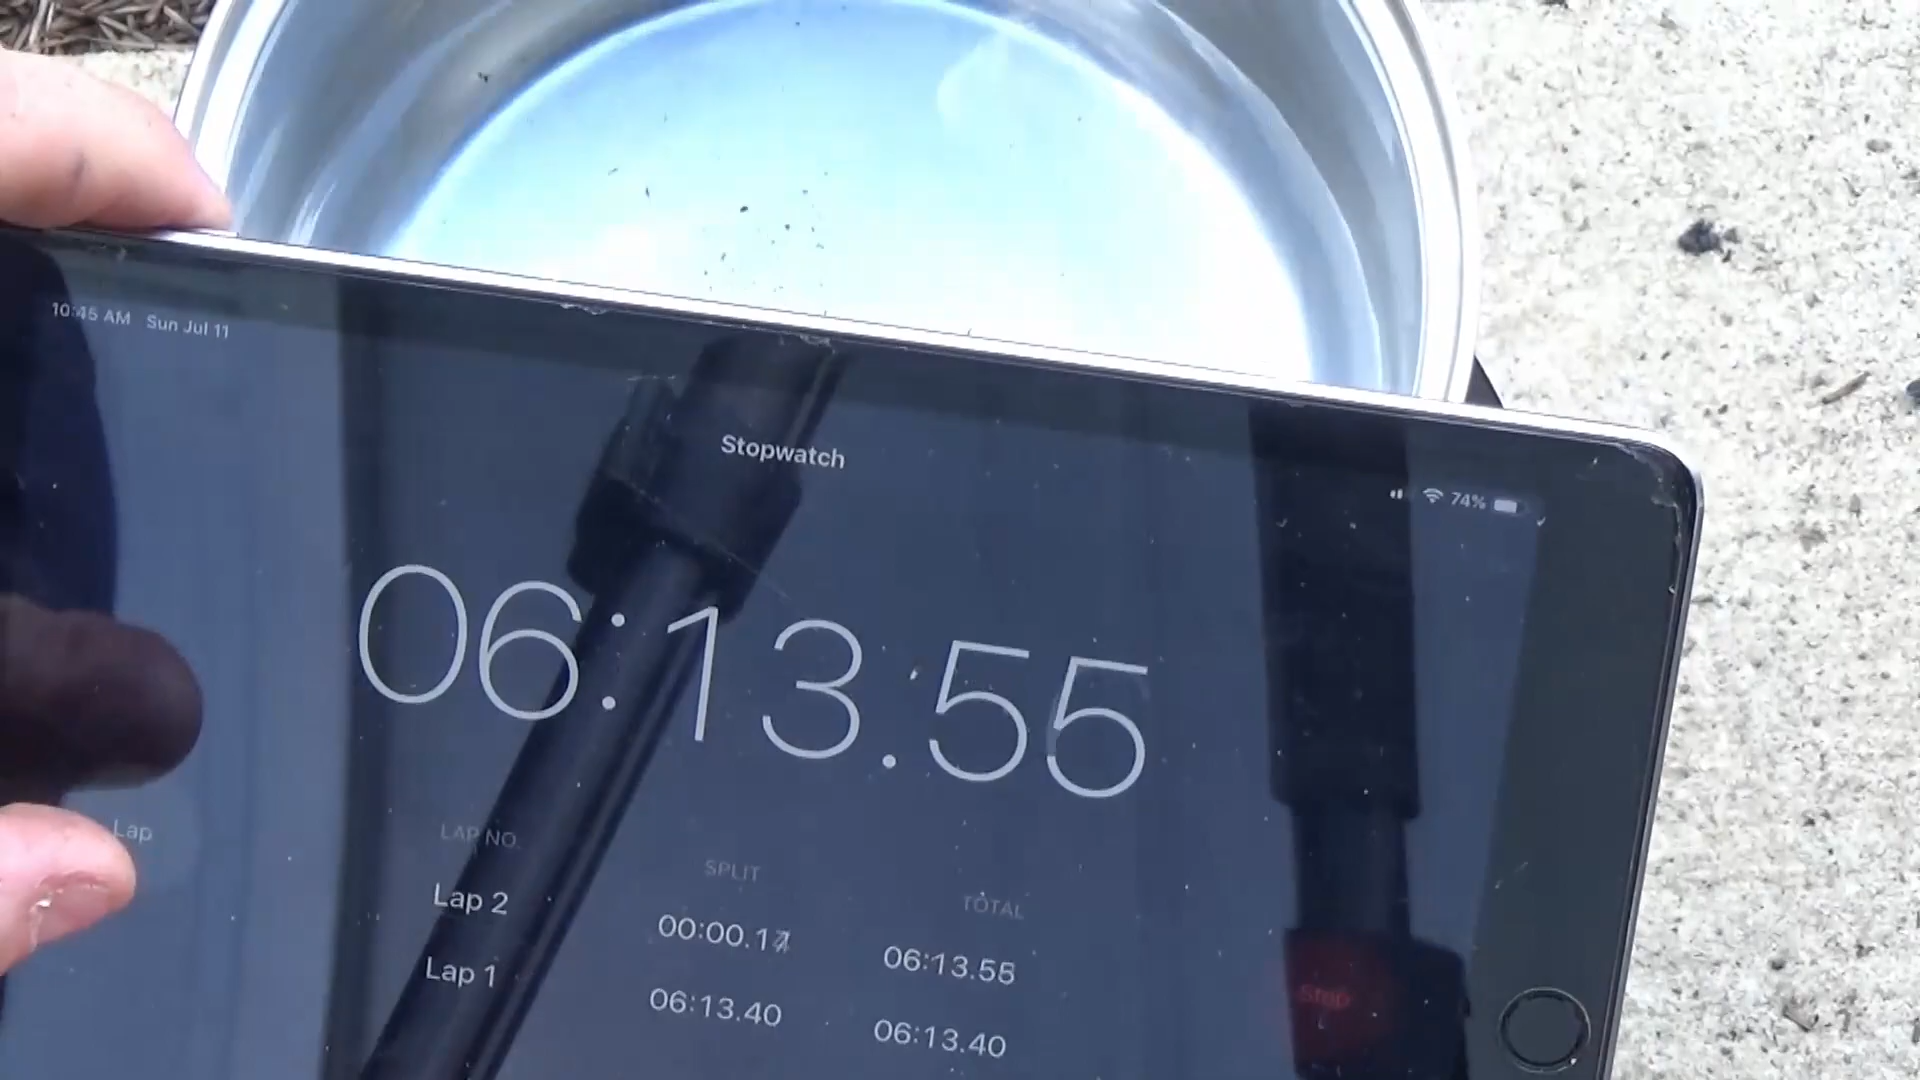 10:45 AM Sun Jul 11
Stopwatch
74%
06:13.55
Lap
LAP NO.
SPLIT
TOTAL
Lap 2
06:13.55
Lap 1
06:13.40
06:13.40
Stop